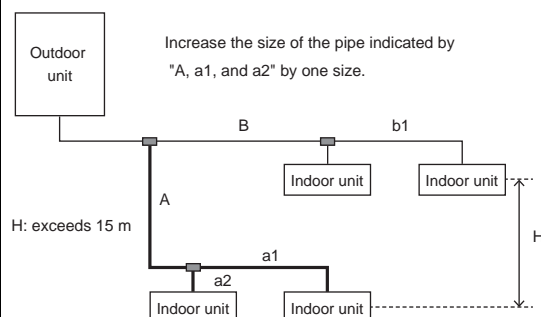 Outdoor
unit
Increase the size of the pipe indicated by
"A, a1, and a2" by one size.
B
b1
Indoor unit
Indoor unit
A
H: exceeds 15 m
H
a1
a2
Indoor unit
Indoor unit